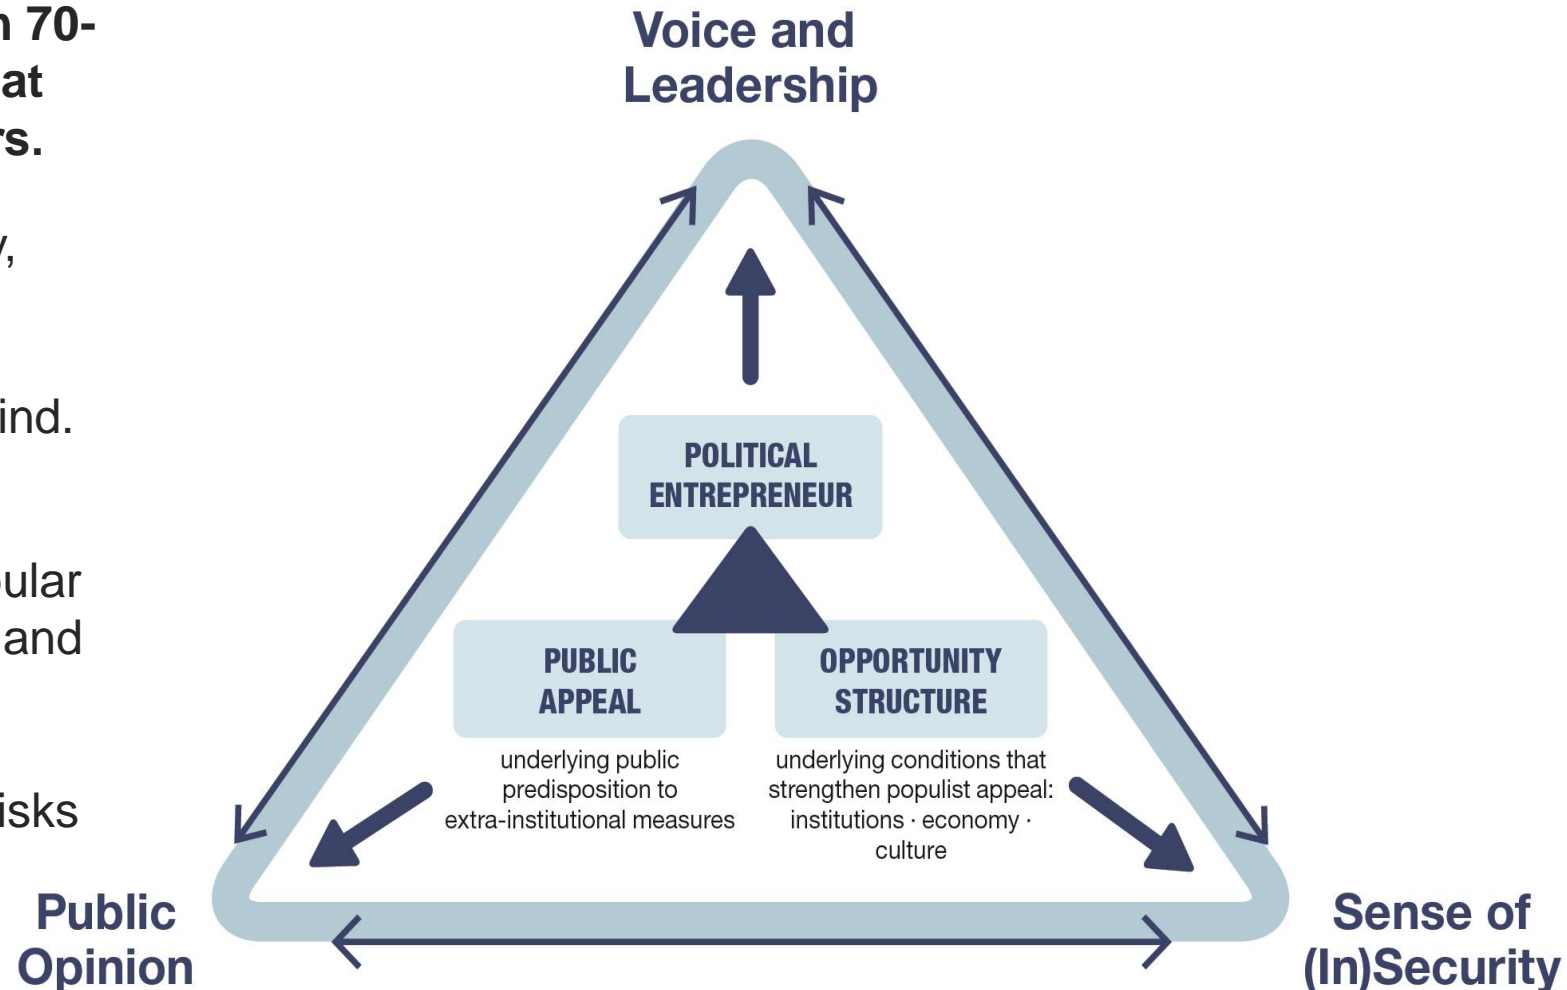 n 70-
at
rs.
y,
ind.
ular
and
isks
Voice and
Leadership
POLITICAL
ENTREPRENEUR
PUBLIC
APPEAL
underlying public
predisposition to
extra-institutional measures
OPPORTUNITY
STRUCTURE
underlying conditions that
strengthen populist appeal:
institutions · economy ·
culture
Public
Opinion
Sense of
(In)Security